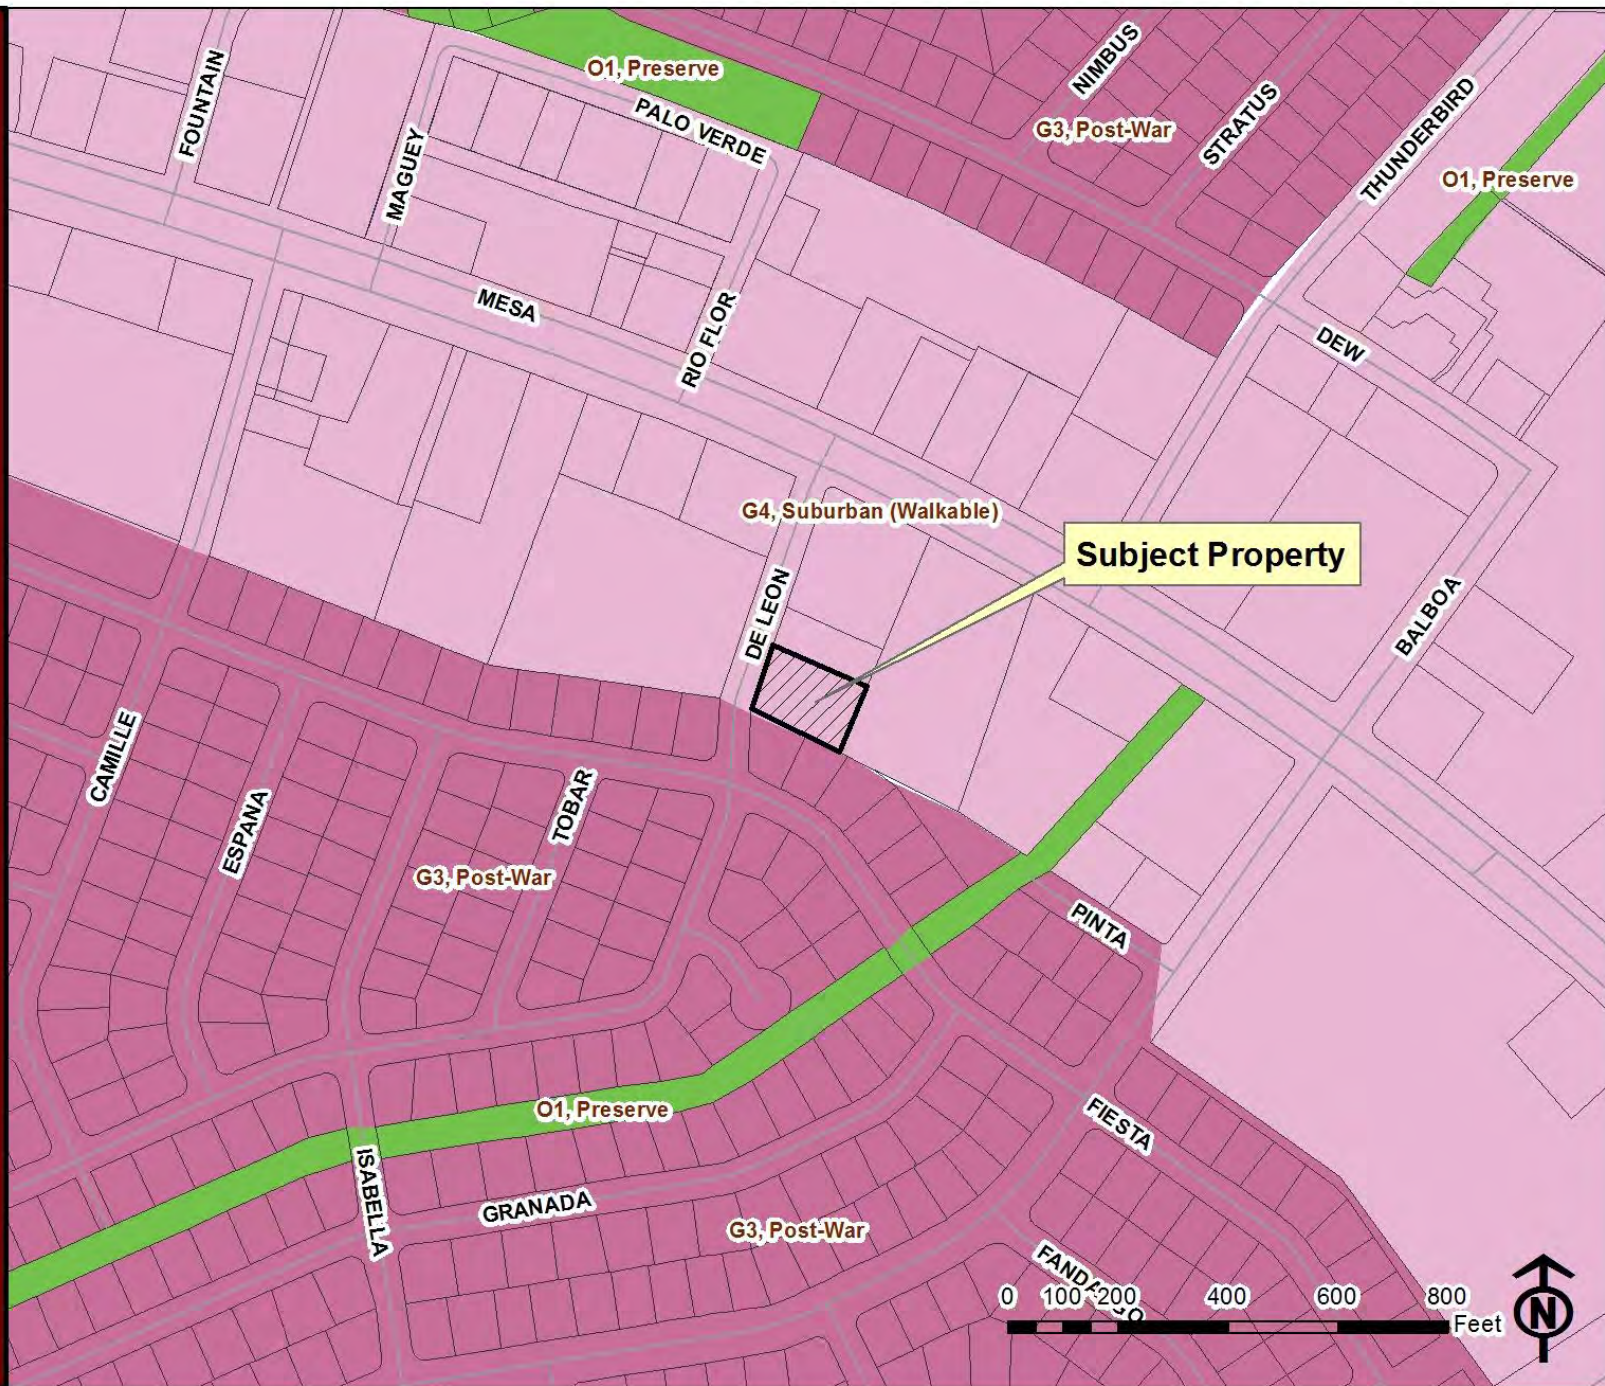 O1, Preserve
NIMBUS
FOUNTAIN
PALO VERDE
G3, Post-War
STRATUS
THUNDERBIRD
O1, Preserve
MAGUEY
MESA
RIO FLOR
DEW
G4, Suburban (Walkable)
Subject Property
DE LEON
BALBOA
CAMILLE
ESPANA
TOBAR
G3, Post-War
PINTA
O1, Preserve
FIESTA
ISABELLA
GRANADA
G3, Post-War
0 100 200 400 600 800
Feet
N